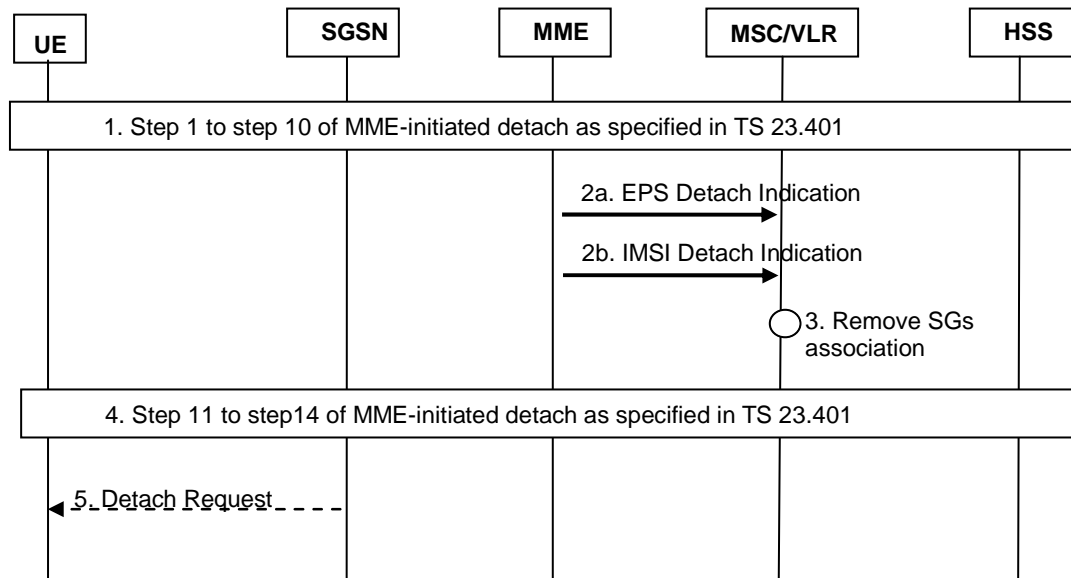 UE
SGSN
MME
MSC/VLR
HSS
1. Step 1 to step 10 of MME-initiated detach as specified in TS 23.401
2a. EPS Detach Indication
2b. IMSI Detach Indication
3. Remove SGs
association
4. Step 11 to step14 of MME-initiated detach as specified in TS 23.401
5. Detach Request